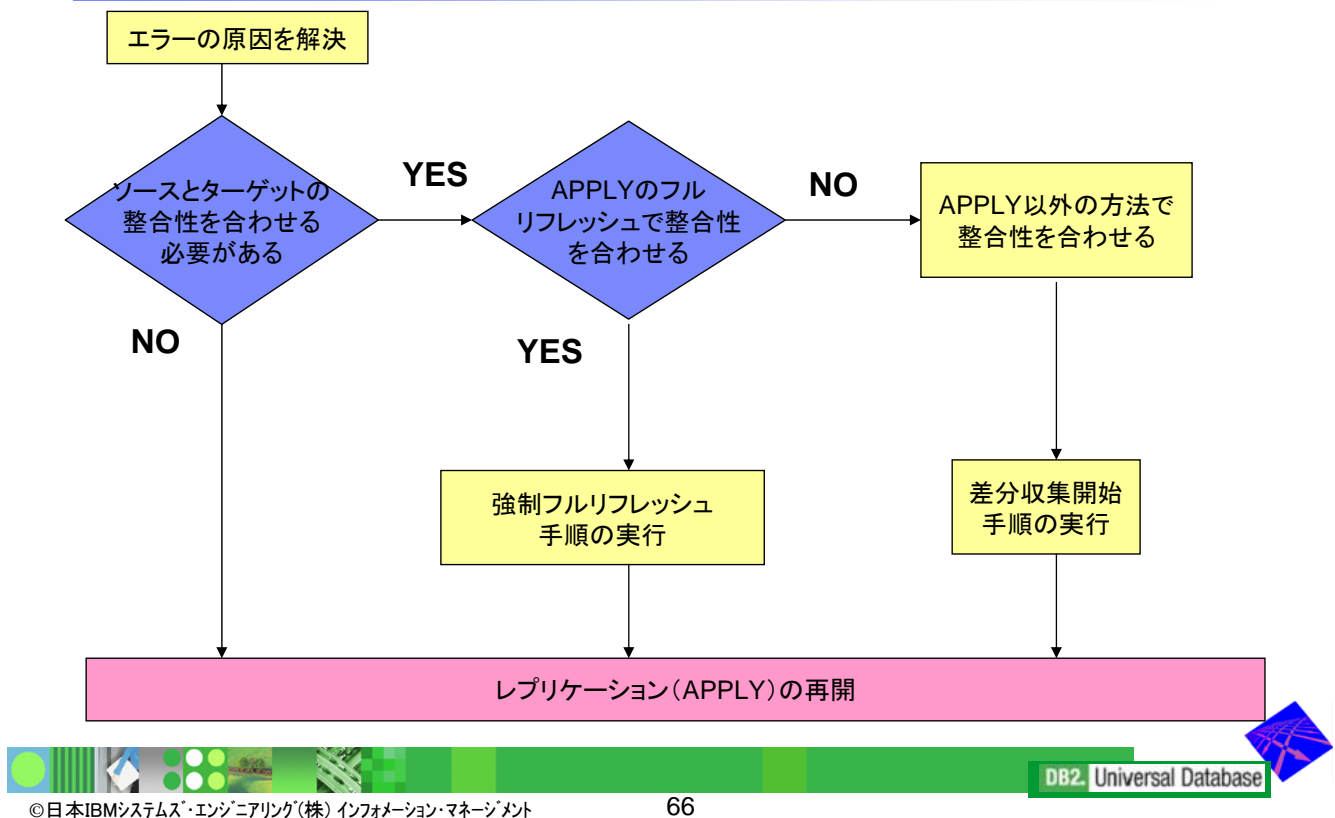 エラーの原因を解決
ソースとターゲットの
整合性を合わせる
必要がある
YES
APPLYのフル
リフレッシュで整合性
を合わせる
NO
APPLY以外の方法で
整合性を合わせる
NO
YES
強制フルリフレッシュ
手順の実行
差分収集開始
手順の実行
レプリケーション(APPLY)の再開
DB2. Universal Database
©日本IBMシステムズ・エンジニアリング(株) インフォメーション・マネージメント
66